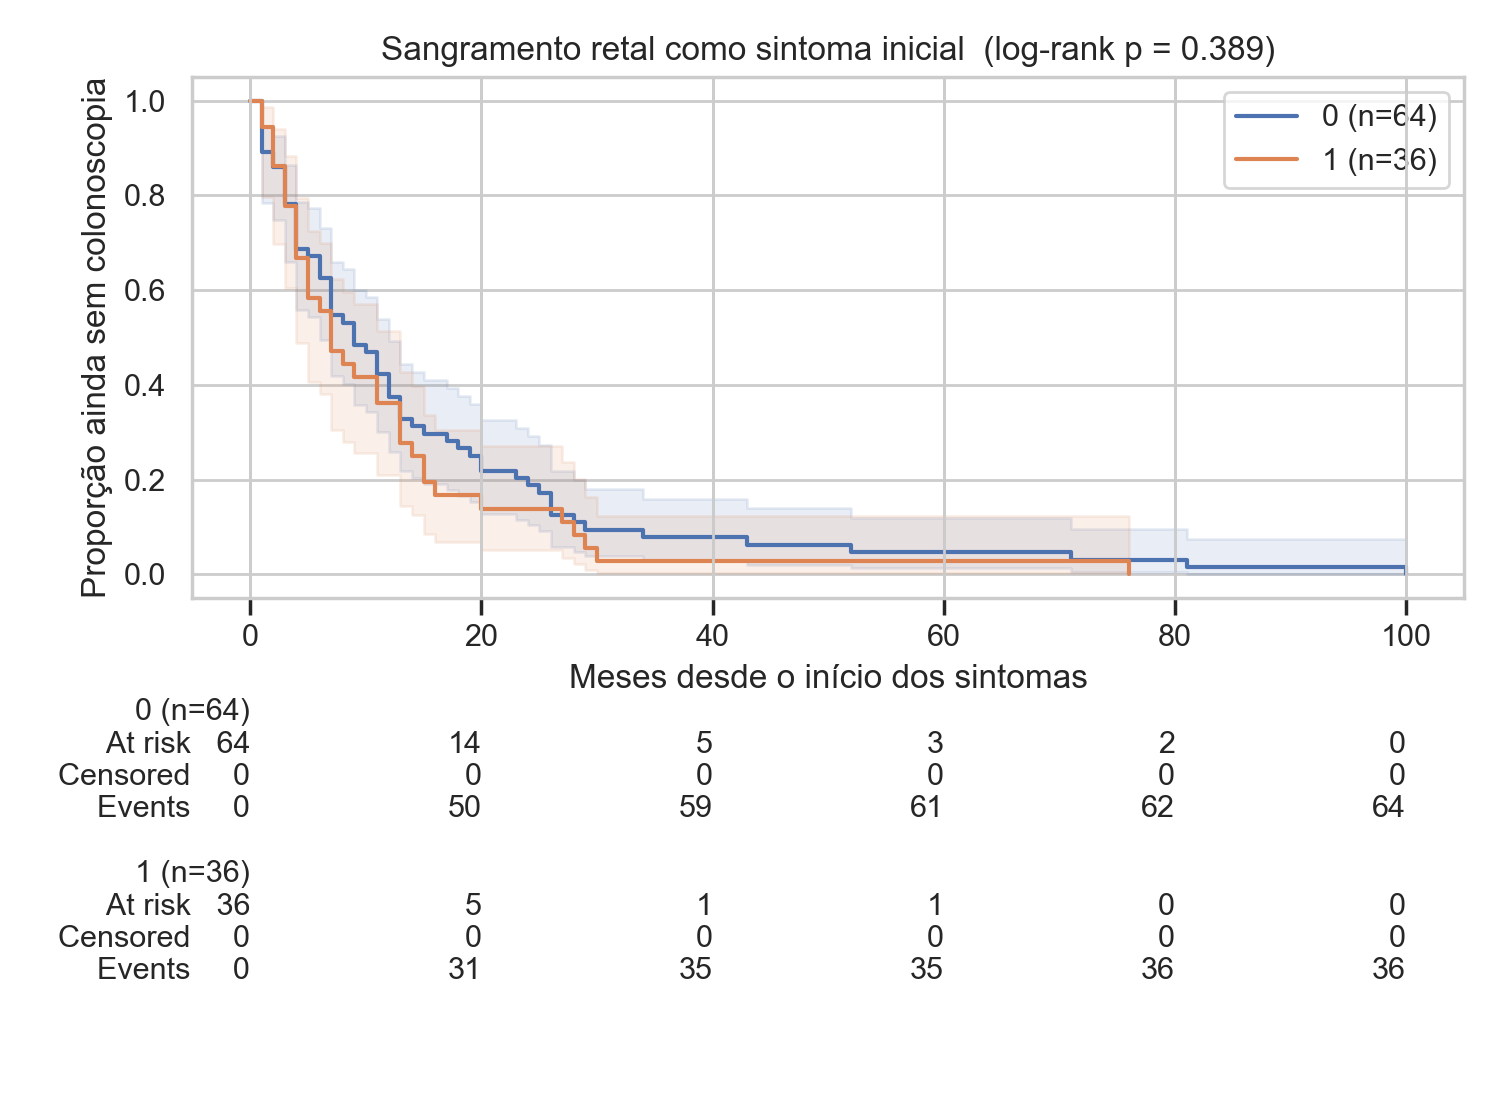 Sangramento retal como sintoma inicial  (log-rank p = 0.389)
Proporção ainda sem colonoscopia
1.0
0.8
0.6
0.4
0.2
0.0
0 (n=64)
1 (n=36)
0 20 40 60 80 100
Meses desde o início dos sintomas
0 (n=64)
At risk 64 14 5 3 2 0
Censored 0 0 0 0 0 0
Events 0 50 59 61 62 64
1 (n=36)
At risk 36 5 1 1 0 0
Censored 0 0 0 0 0 0
Events 0 31 35 35 36 36